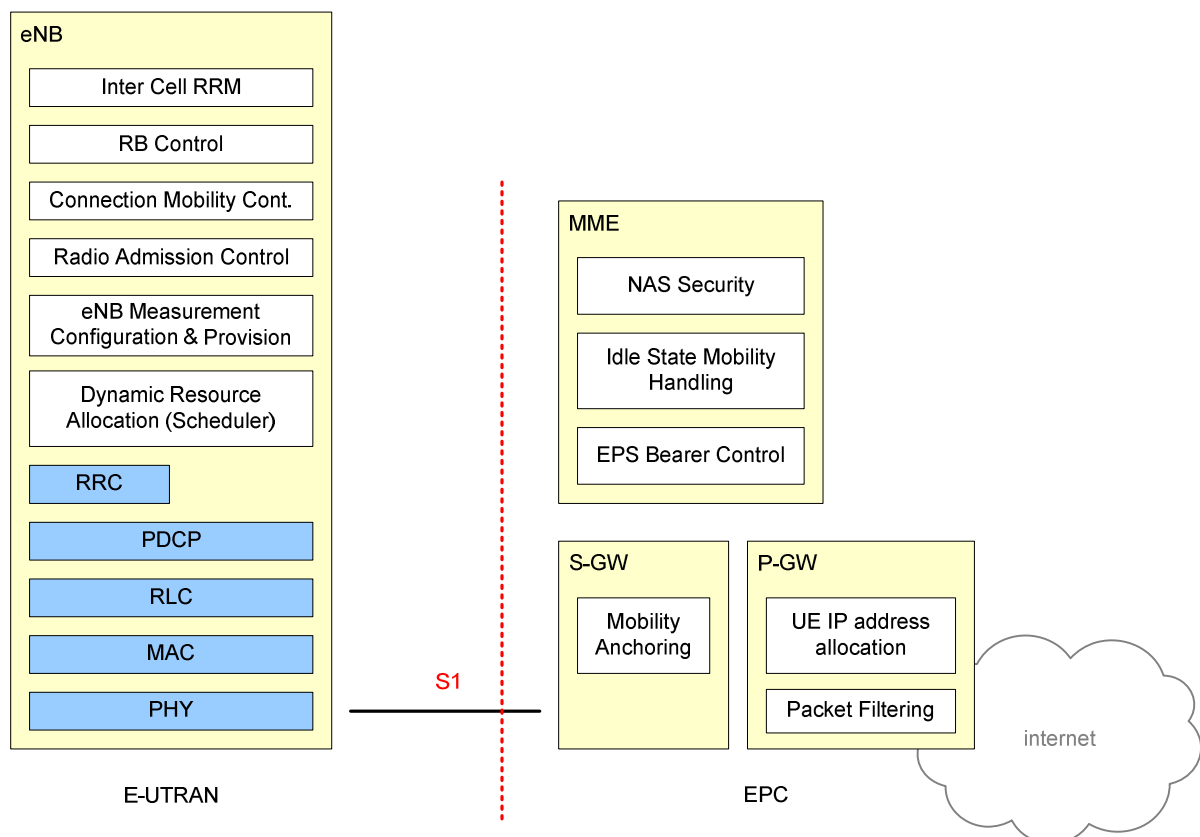 eNB
Inter Cell RRM
RB Control
Connection Mobility Cont.
Radio Admission Control
eNB Measurement
Configuration & Provision
Dynamic Resource
Allocation (Scheduler)
RRC
PDCP
RLC
MAC
PHY
E-UTRAN
S1
MME
NAS Security
Idle State Mobility
Handling
EPS Bearer Control
S-GW
Mobility
Anchoring
P-GW
UE IP address
allocation
Packet Filtering
internet
EPC